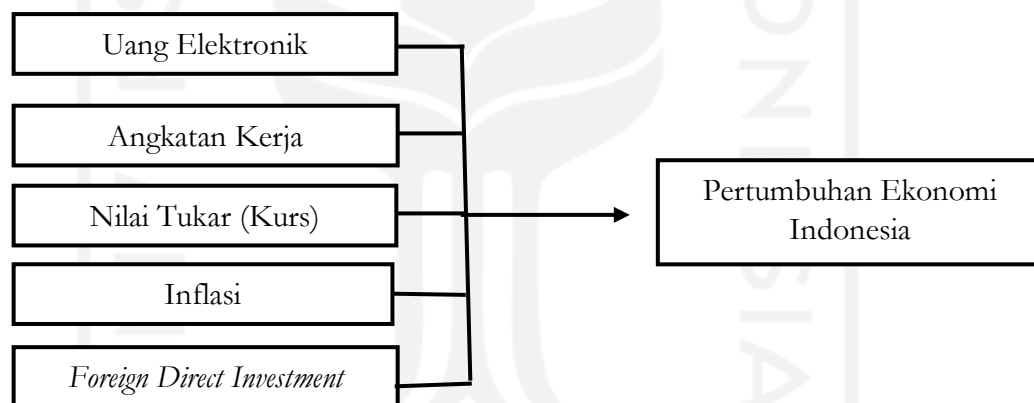 Uang Elektronik
Angkatan Kerja
Nilai Tukar (Kurs)
Inflasi
Foreign Direct Investment
Pertumbuhan Ekonomi
Indonesia